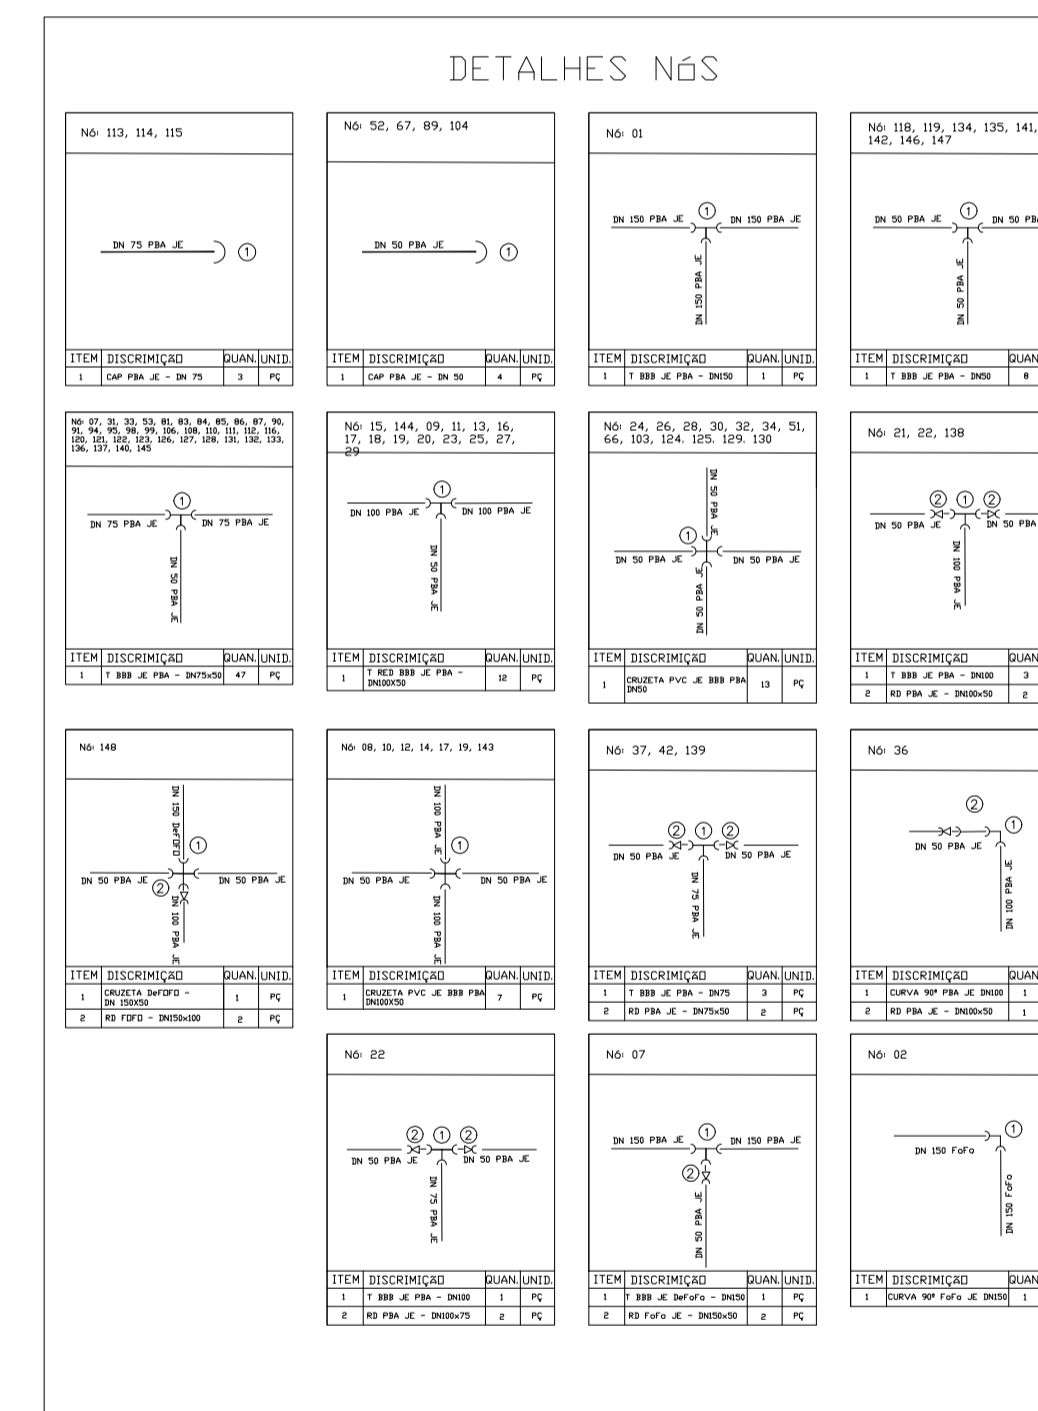 DETALHES NóS
Nó: 113, 114, 115
DN 75 PBA JE
1
ITEM DISCRIMIÇãO QUAN. UNID.
1 CAP PBA JE - DN 75 3 PÇ
Nó: 52, 67, 89, 104
DN 50 PBA JE
1
ITEM DISCRIMIÇãO QUAN. UNID.
1 CAP PBA JE - DN 50 4 PÇ
Nó: 01
1
DN 150 PBA JE DN 150 PBA JE
DN 150 PBA JE
ITEM DISCRIMIÇãO QUAN. UNID.
1 T BBB JE PBA - DN150 1 PÇ
Nó: 118, 119, 134, 135, 141,
142, 146, 147
1
DN 50 PBA JE DN 50 PBA
DN 50 PBA JE
ITEM DISCRIMIÇãO QUAN
1 T BBB JE PBA - DN50 8
Nó: 07, 31, 33, 53, 81, 83, 84, 85, 86, 87, 90,
91, 94, 95, 98, 99, 106, 108, 110, 111, 112, 116,
120, 121, 122, 123, 126, 127, 128, 131, 132, 133,
136, 137, 140, 145
1
DN 75 PBA JE DN 75 PBA JE
DN 50 PBA JE
ITEM DISCRIMIÇãO QUAN. UNID.
1 T BBB JE PBA - DN75x50 47 PÇ
Nó: 15, 144, 09, 11, 13, 16,
17, 18, 19, 20, 23, 25, 27,
29
1
DN 100 PBA JE DN 100 PBA JE
DN 50 PBA JE
ITEM DISCRIMIÇãO QUAN. UNID.
1 T RED BBB JE PBA -
DN100X50 12 PÇ
Nó: 24, 26, 28, 30, 32, 34, 51,
66, 103, 124. 125. 129. 130
DN 50 PBA JE
1
DN 50 PBA JE DN 50 PBA JE
DN 50 PBA JE
ITEM DISCRIMIÇãO QUAN. UNID.
1 CRUZETA PVC JE BBB PBA
DN50 13 PÇ
Nó: 21, 22, 138
2 1 2
DN 50 PBA JE DN 50 PBA
DN 100 PBA JE
ITEM DISCRIMIÇãO QUAN
1 T BBB JE PBA - DN100 3
2 RD PBA JE - DN100x50 2
Nó: 148
DN 150 DeFOFO
1
DN 50 PBA JE DN 50 PBA JE
2
DN 100 PBA JE
ITEM DISCRIMIÇãO QUAN. UNID.
1 CRUZETA DeFOFO -
DN 150X50 1 PÇ
2 RD FOFO - DN150x100 2 PÇ
Nó: 08, 10, 12, 14, 17, 19, 143
DN 100 PBA JE
1
DN 50 PBA JE DN 50 PBA JE
DN 100 PBA JE
ITEM DISCRIMIÇãO QUAN. UNID.
1 CRUZETA PVC JE BBB PBA
DN100X50 7 PÇ
Nó: 37, 42, 139
2 1 2
DN 50 PBA JE DN 50 PBA JE
DN 75 PBA JE
ITEM DISCRIMIÇãO QUAN. UNID.
1 T BBB JE PBA - DN75 3 PÇ
2 RD PBA JE - DN75x50 2 PÇ
Nó: 36
2
1
DN 50 PBA JE
DN 100 PBA JE
ITEM DISCRIMIÇãO QUAN
1 CURVA 90º PBA JE DN100 1
2 RD PBA JE - DN100x50 1
Nó: 22
2 1 2
DN 50 PBA JE DN 50 PBA JE
DN 75 PBA JE
ITEM DISCRIMIÇãO QUAN. UNID.
1 T BBB JE PBA - DN100 1 PÇ
2 RD PBA JE - DN100x75 2 PÇ
Nó: 07
1
DN 150 PBA JE DN 150 PBA JE
2
DN 50 PBA JE
ITEM DISCRIMIÇãO QUAN. UNID.
1 T BBB JE DeFoFo - DN150 1 PÇ
2 RD FoFo JE - DN150x50 2 PÇ
Nó: 02
1
DN 150 FoFo
DN 150 FoFo
ITEM DISCRIMIÇãO QUAN
1 CURVA 90º FoFo JE DN150 1